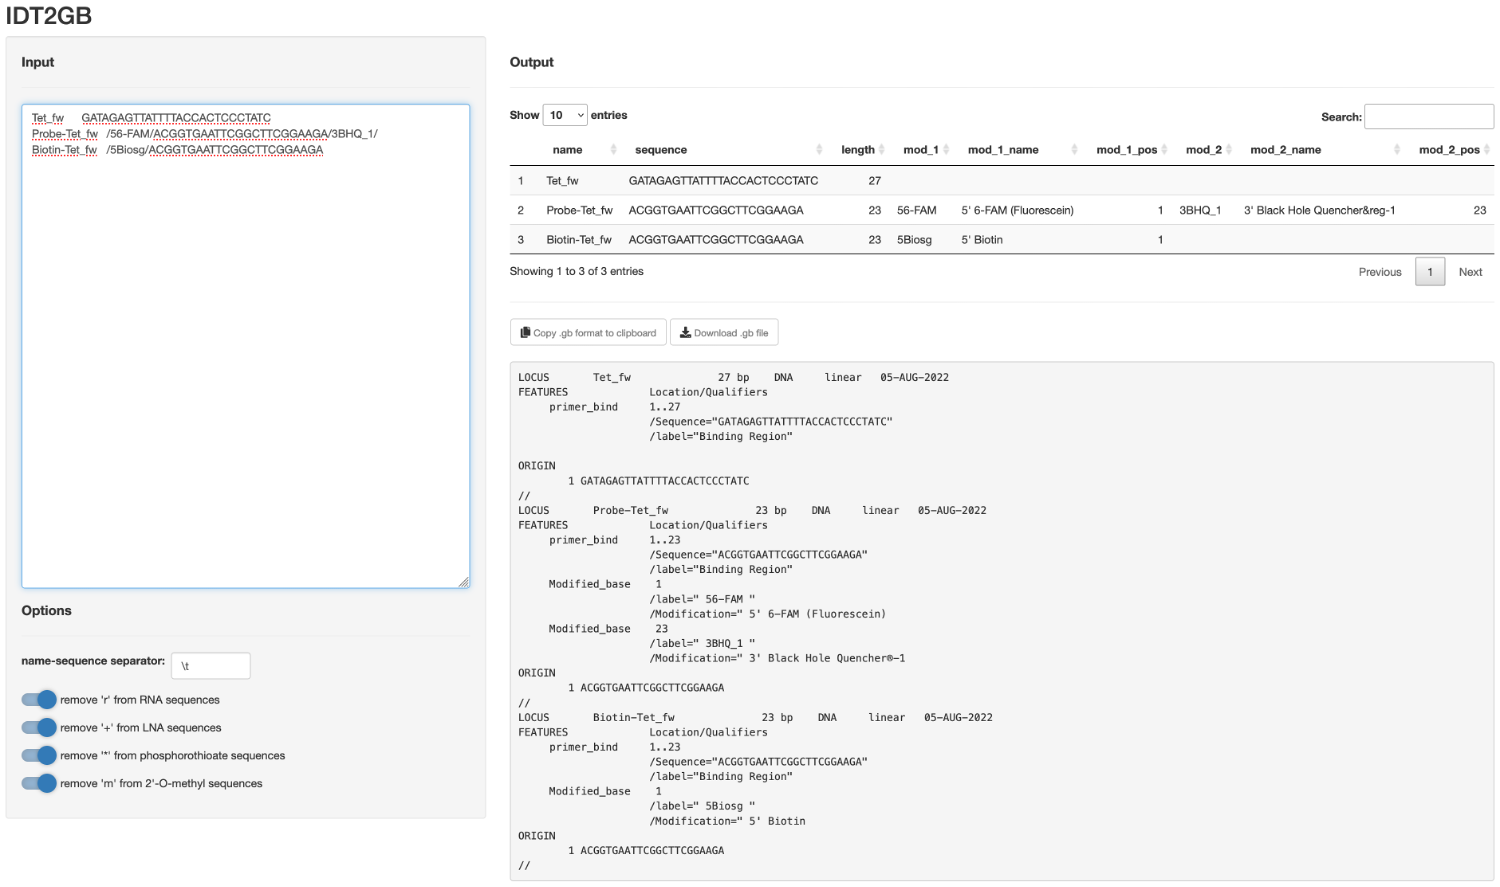 IDT2GB
Input
Tet_fw GATAGAGTTATTTTACCACTCCCTATC
Probe-Tet_fw /56-FAM/ACGGTGAATTCGGCTTCGGAAGA/3BHQ_1/
Biotin-Tet_fw /5Biosg/ACGGTGAATTCGGCTTCGGAAGA
Options
name-sequence separator: \t
remove 'r' from RNA sequences
remove '+' from LNA sequences
remove '*' from phosphorothioate sequences
remove 'm' from 2'-O-methyl sequences
Output
Show 10 entries
Search:
name sequence length mod_1 mod_1_name mod_1_pos mod_2 mod_2_name mod_2_pos
1 Tet_fw GATAGAGTTATTTTACCACTCCCTATC 27
2 Probe-Tet_fw ACGGTGAATTCGGCTTCGGAAGA 23 56-FAM 5' 6-FAM (Fluorescein) 1 3BHQ_1 3' Black Hole Quencher&reg-1 23
3 Biotin-Tet_fw ACGGTGAATTCGGCTTCGGAAGA 23 5Biosg 5' Biotin 1
Showing 1 to 3 of 3 entries
Previous 1 Next
Copy .gb format to clipboard Download .gb file
LOCUS Tet_fw 27 bp DNA linear 05-AUG-2022
FEATURES Location/Qualifiers
primer_bind 1..27
/Sequence="GATAGAGTTATTTTACCACTCCCTATC"
/label="Binding Region"
ORIGIN
1 GATAGAGTTATTTTACCACTCCCTATC
//
LOCUS Probe-Tet_fw 23 bp DNA linear 05-AUG-2022
FEATURES Location/Qualifiers
primer_bind 1..23
/Sequence="ACGGTGAATTCGGCTTCGGAAGA"
/label="Binding Region"
Modified_base 1
/label=" 56-FAM "
/Modification=" 5' 6-FAM (Fluorescein)
Modified_base 23
/label=" 3BHQ_1 "
/Modification=" 3' Black Hole Quencher®-1
ORIGIN
1 ACGGTGAATTCGGCTTCGGAAGA
//
LOCUS Biotin-Tet_fw 23 bp DNA linear 05-AUG-2022
FEATURES Location/Qualifiers
primer_bind 1..23
/Sequence="ACGGTGAATTCGGCTTCGGAAGA"
/label="Binding Region"
Modified_base 1
/label=" 5Biosg "
/Modification=" 5' Biotin
ORIGIN
1 ACGGTGAATTCGGCTTCGGAAGA
//